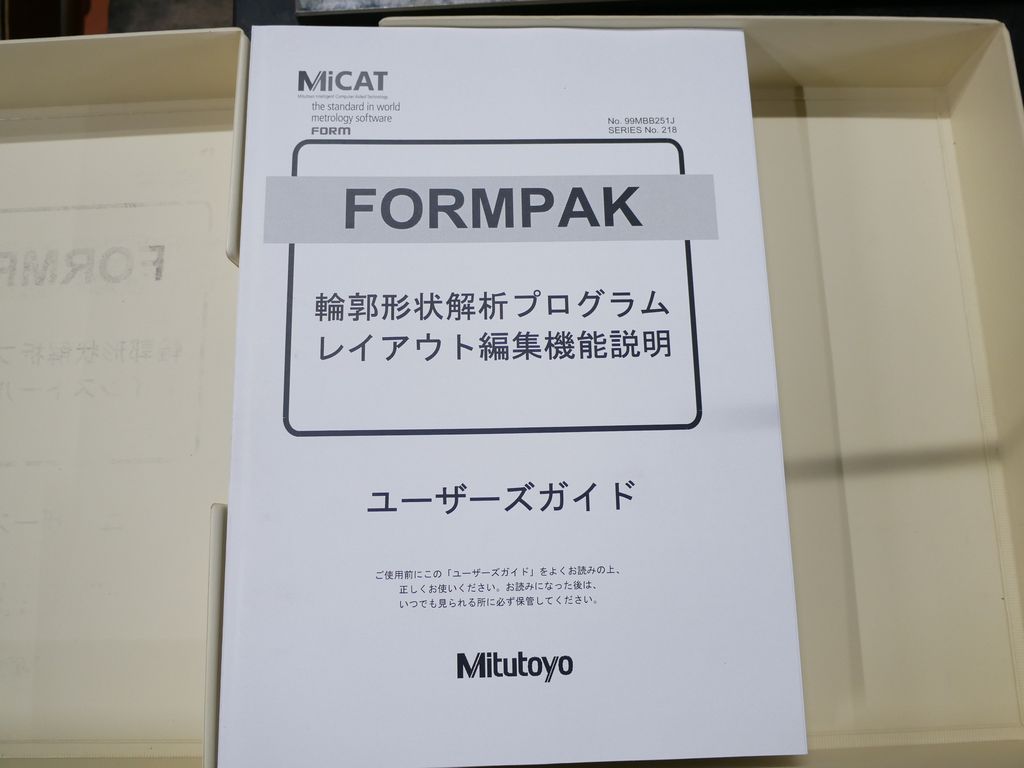 MiCAT
Mitutoyo Intelligent Computer Aided Technology
the standard in world
metrology software
FORM
No. 99MBB251J
SERIES No. 218
FORMPAK
輪郭形状解析プログラム
レイアウト編集機能説明
ユーザーズガイド
ご使用前にこの「ユーザーズガイド」をよくお読みの上、
正しくお使いください。お読みになった後は、
いつでも見られる所に必ず保管してください。
Mitutoyo